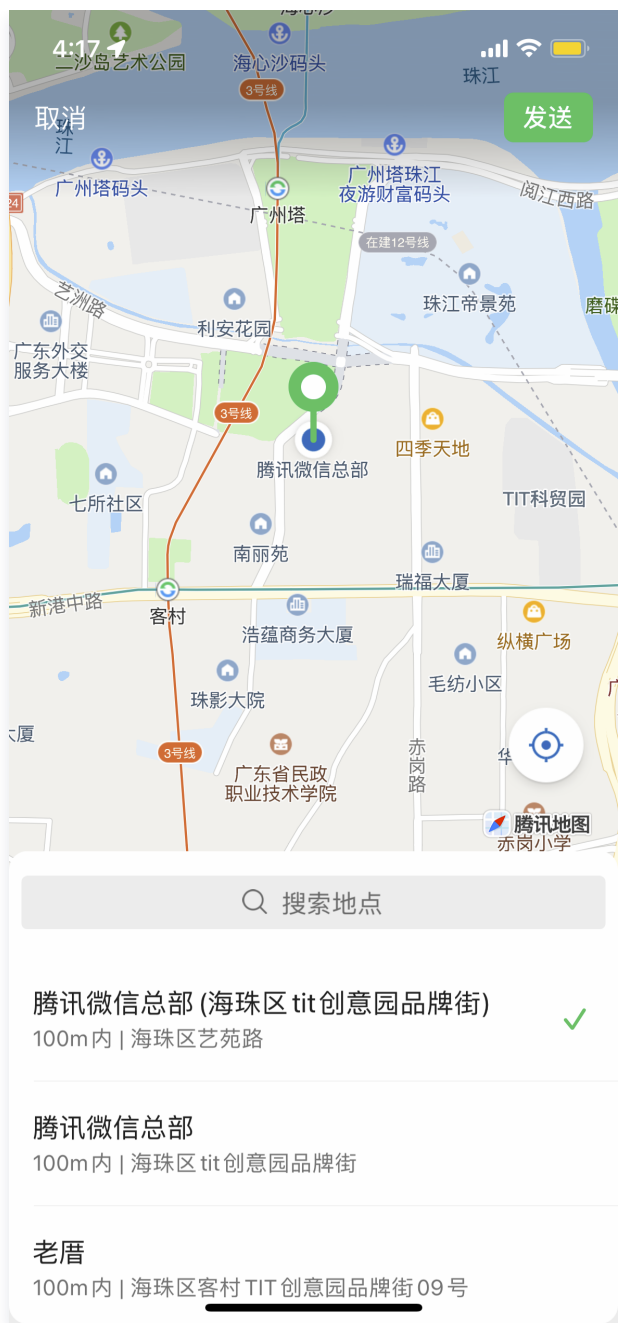 海心沙
4:17
二沙岛艺术公园
海心沙码头
珠江
3号线
取消
发送
珠江
广州塔码头
广州塔珠江
夜游财富码头
阅江西路
24
广州塔
在建12号线
艺洲路
利安花园
珠江帝景苑
磨碟
广东外交
服务大楼
3号线
四季天地
腾讯微信总部
七所社区
TIT科贸园
南丽苑
瑞福大厦
新港中路
客村
浩蕴商务大厦
纵横广场
珠影大院
毛纺小区
大厦
3号线
广东省民政
职业技术学院
赤岗路
华
腾讯地图
赤岗小学
搜索地点
腾讯微信总部 (海珠区tit创意园品牌街)
100m内 | 海珠区艺苑路
腾讯微信总部
100m内 | 海珠区tit创意园品牌街
老厝
100m内 | 海珠区客村TIT创意园品牌街09号